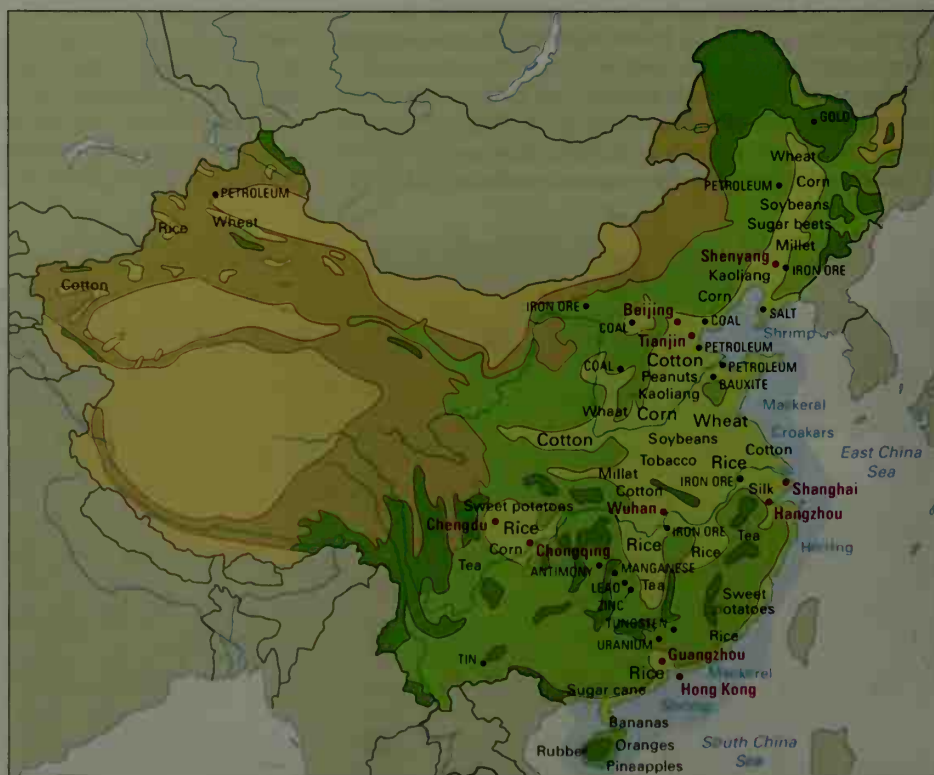 GOLD
Wheat
PETROLEUM
Corn
PETROLEUM
Rice
Wheat
Soybeans
Sugar beets
Millet
Shenyang
Kaoliang
IRON ORE
Cotton
Corn
IRON ORE
Beijing
COAL
COAL
SALT
Shrimp
Tianjin
PETROLEUM
Cotton
COAL
PETROLEUM
Peanuts
BAUXITE
Kaoliang
Mackeral
Wheat
Corn
Wheat
Croakars
Cotton
Soybeans
Cotton
East China
Sea
Tobacco
Rice
Millet
IRON ORE
Silk
Shanghai
Cotton
Sweet potatoes
Wuhan
Hangzhou
Chengdu
Rice
IRON ORE
Tea
Corn
Chongqing
Rice
Rice
Herring
Tea
ANTIMONY
MANGANESE
LEAD
Tea
ZINC
Sweet
potatoes
TUNGSTEN
URANIUM
Rice
TIN
Guangzhou
Rice
Mackerel
Sugar cane
Hong Kong
Shrimp
Bananas
Rubber
Oranges
South China
Sea
Pineapples